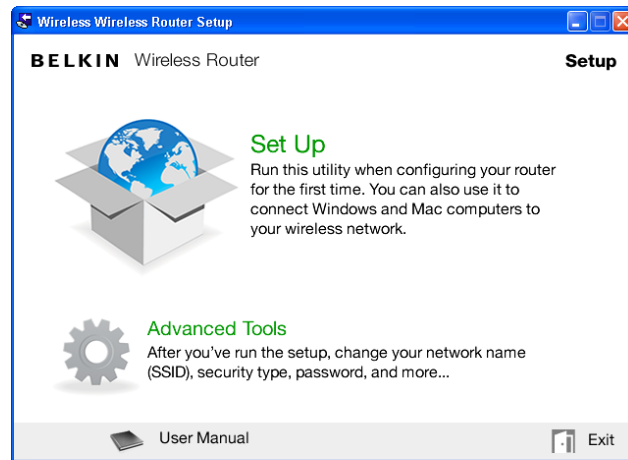 Wireless Wireless Router Setup
BELKIN Wireless Router Setup
Set Up
Run this utility when configuring your router
for the first time. You can also use it to
connect Windows and Mac computers to
your wireless network.
Advanced Tools
After you've run the setup, change your network name
(SSID), security type, password, and more...
User Manual Exit